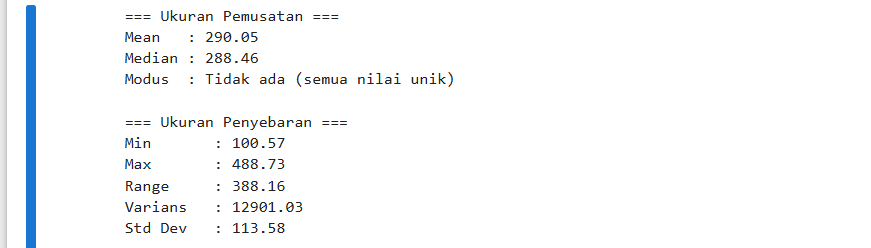 === Ukuran Pemusatan ===
Mean   : 290.05
Median : 288.46
Modus  : Tidak ada (semua nilai unik)
=== Ukuran Penyebaran ===
Min       : 100.57
Max       : 488.73
Range     : 388.16
Varians   : 12901.03
Std Dev   : 113.58